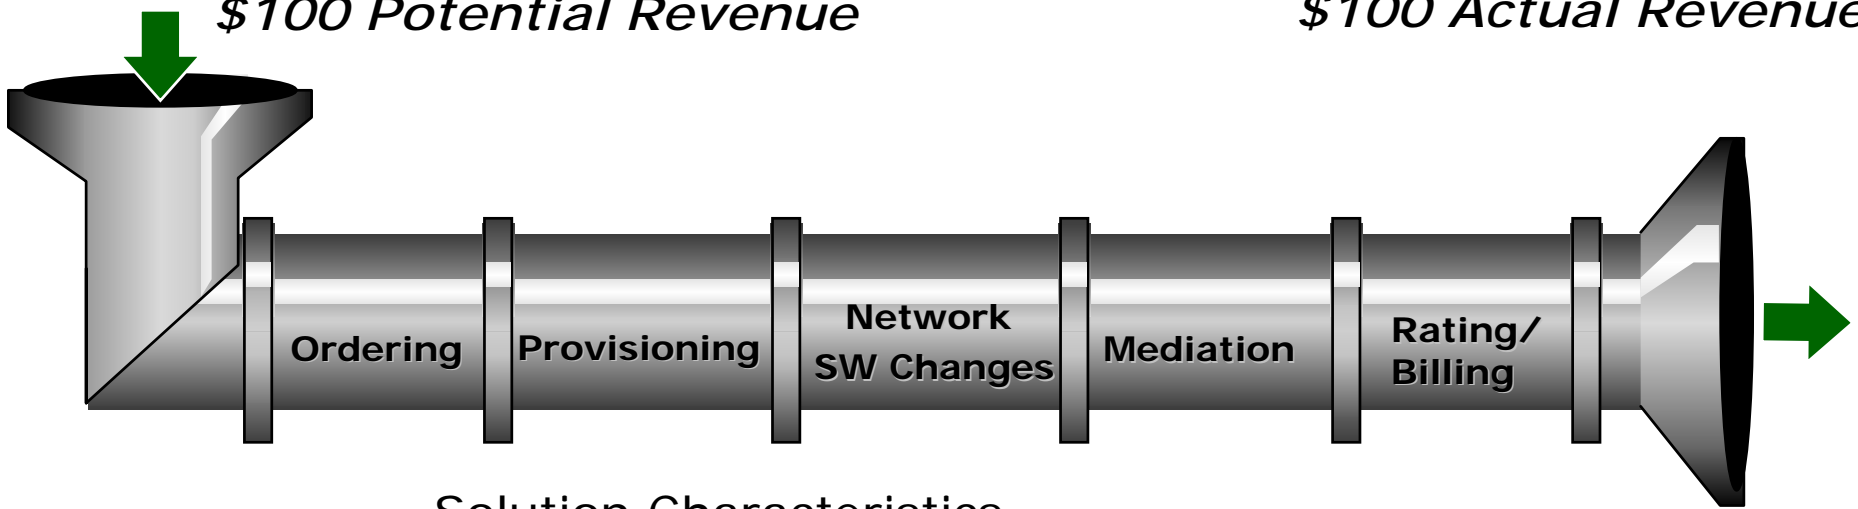 $100 Potential Revenue
$100 Actual Revenue
Ordering
Provisioning
Network
SW Changes
Mediation
Rating/
Billing
Solution Characteristics